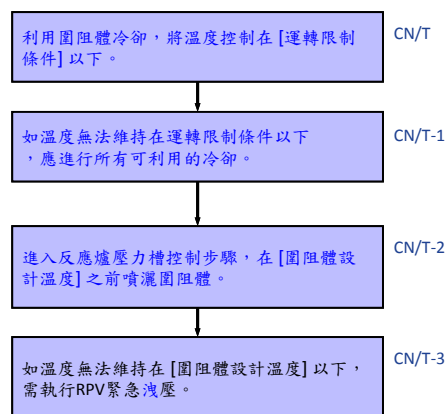 利用圍阻體冷卻，將溫度控制在 [運轉限制
條件] 以下。
CN/T
如溫度無法維持在運轉限制條件以下
，應進行所有可利用的冷卻。
CN/T-1
進入反應爐壓力槽控制步驟，在 [圍阻體設
計溫度] 之前噴灑圍阻體。
CN/T-2
如溫度無法維持在 [圍阻體設計溫度] 以下，
需執行RPV緊急洩壓。
CN/T-3